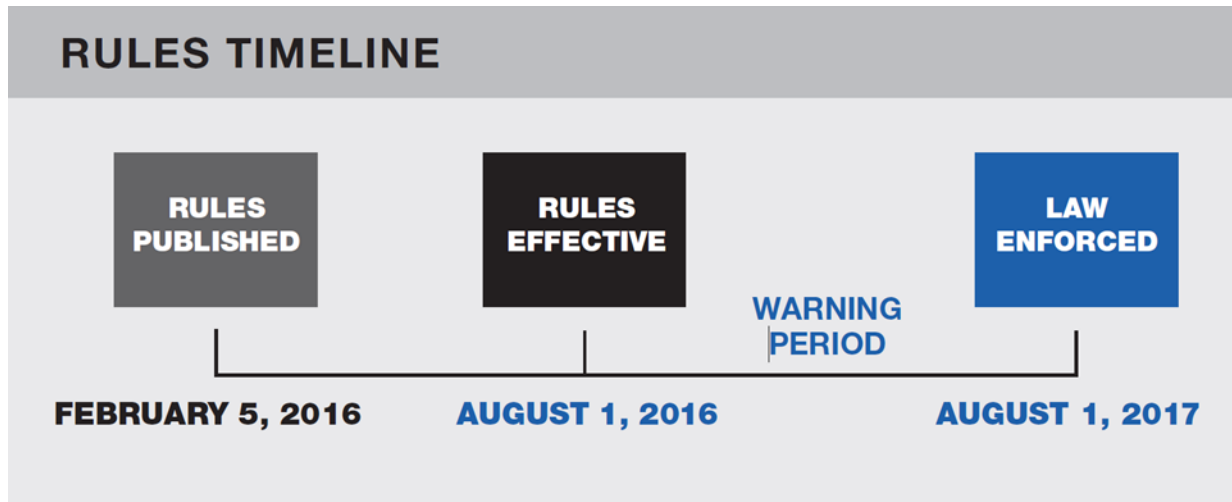 RULES TIMELINE
RULES
PUBLISHED
RULES
EFFECTIVE
LAW
ENFORCED
WARNING
PERIOD
FEBRUARY 5, 2016
AUGUST 1, 2016
AUGUST 1, 2017